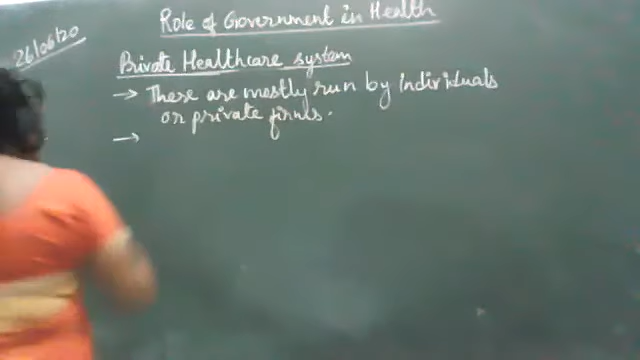 Role of Government in Health
26/06/20
Private Healthcare system
→ These are mostly run by individuals
or private firms.
→